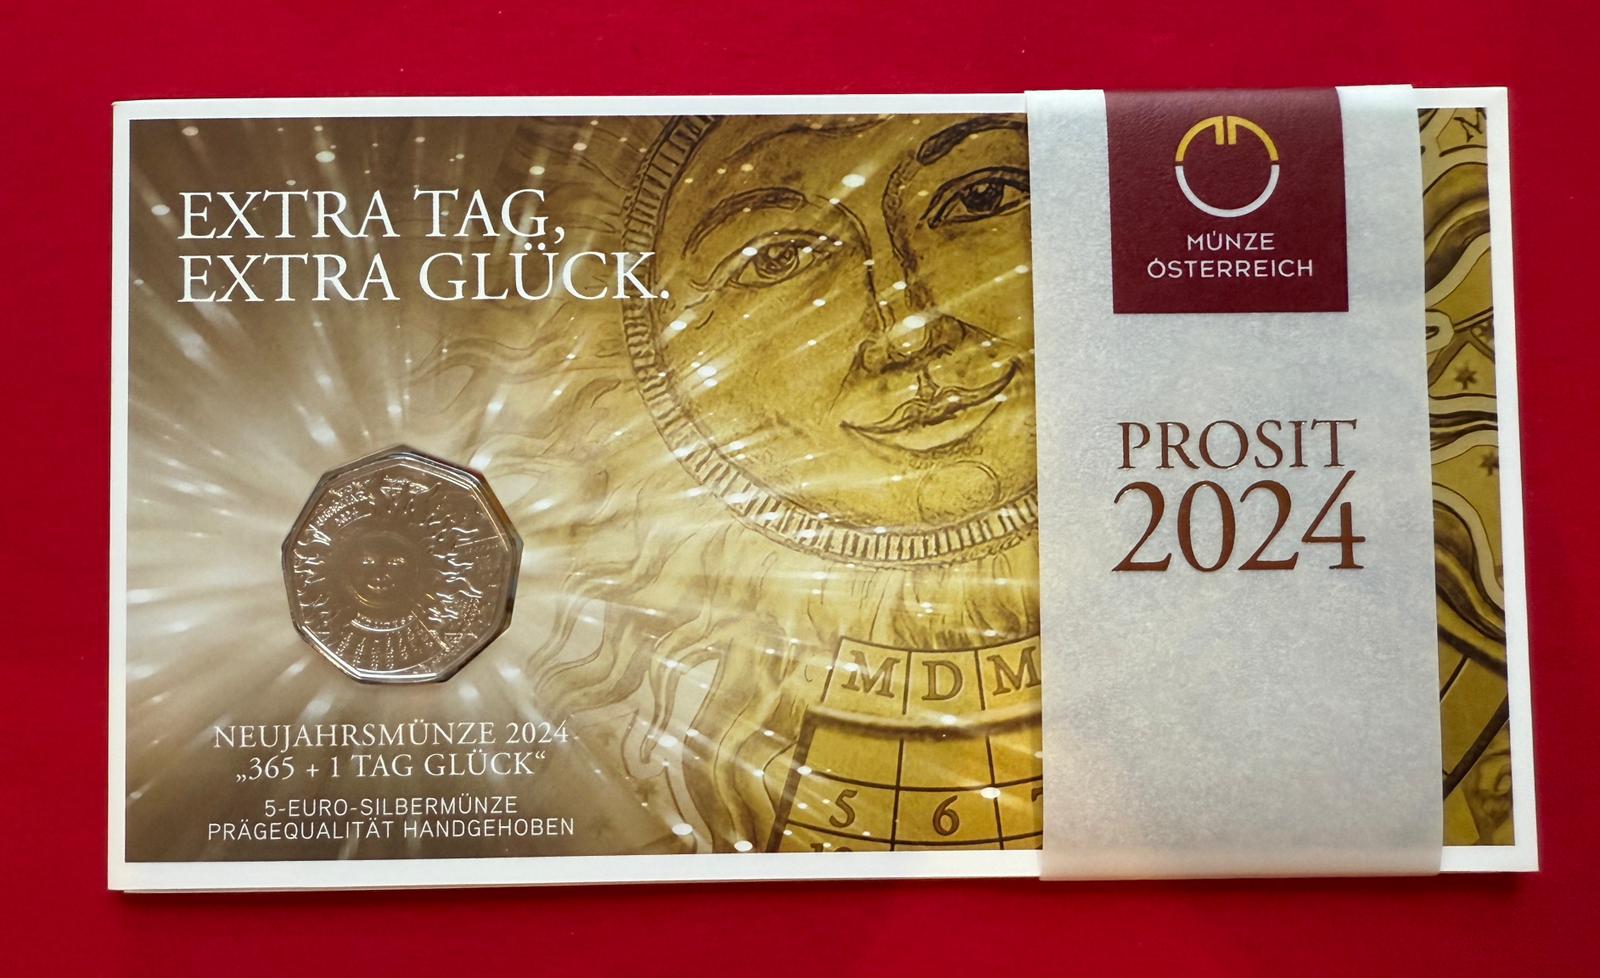 EXTRA TAG,
EXTRA GLÜCK.
NEUJAHRSMÜNZE 2024
„365 + 1 TAG GLÜCK“
5-EURO-SILBERMÜNZE
PRÄGEQUALITÄT HANDGEHOBEN
M D M
5 6 7
MÜNZE
ÖSTERREICH
PROSIT
2024